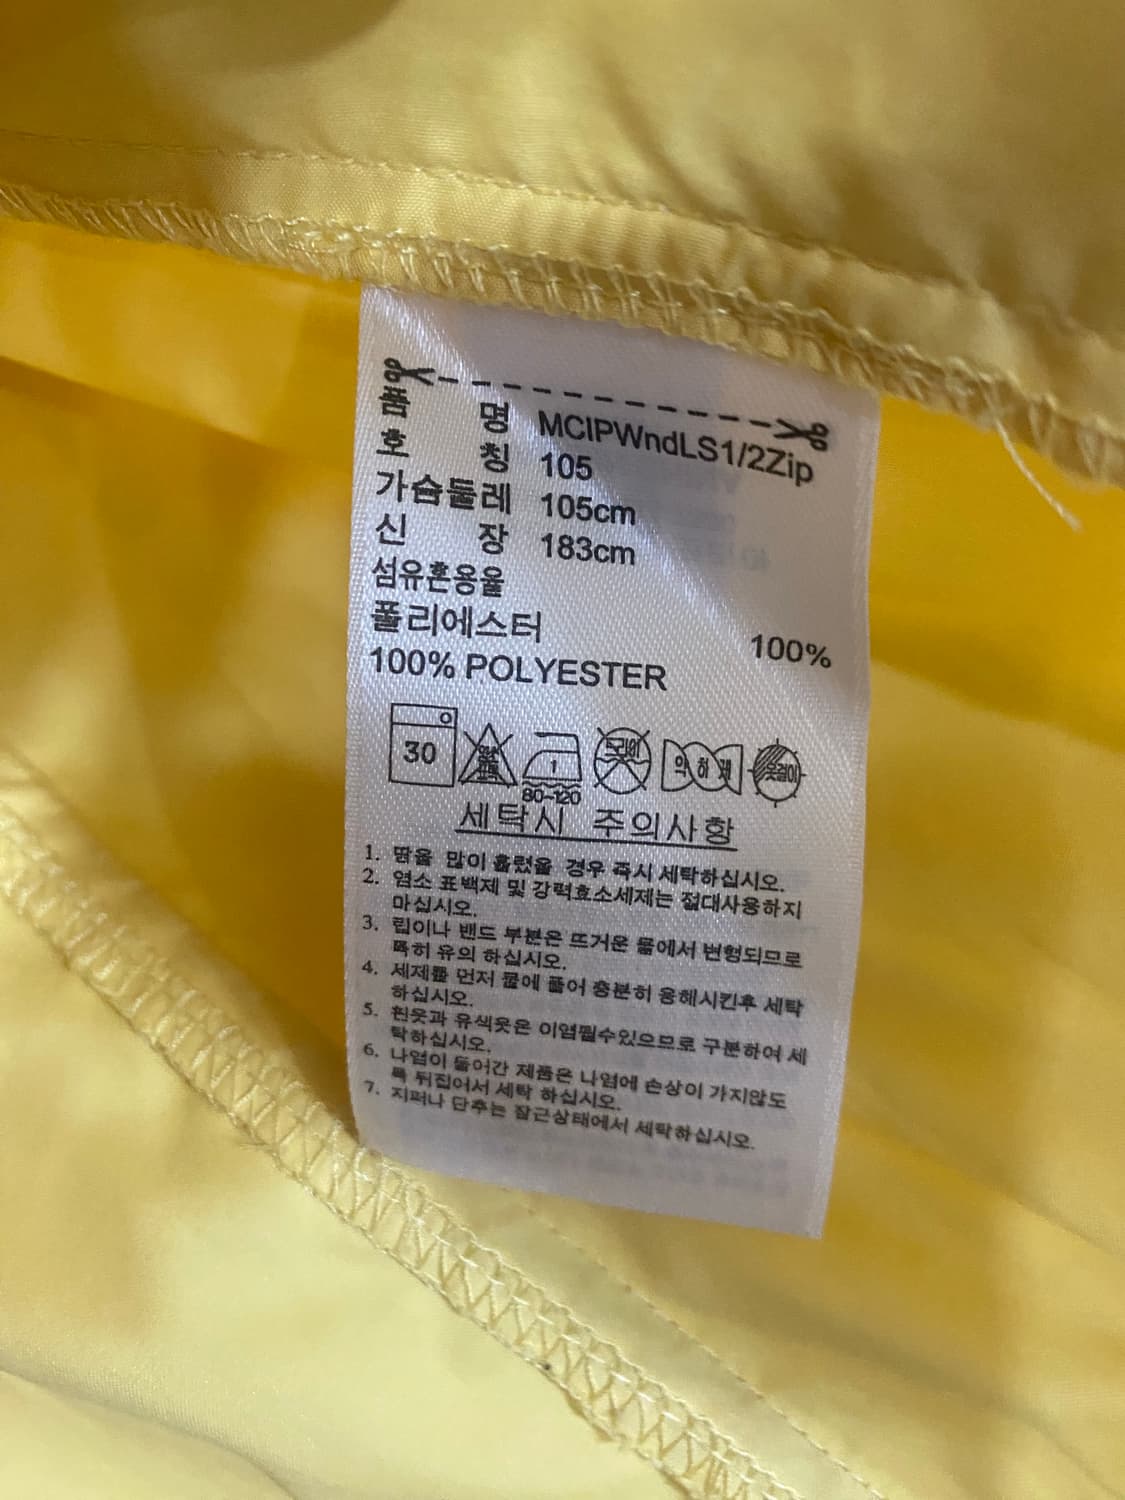 품 명 MCIPWndLS1/2Zip
호 칭 105
가슴둘레 105cm
신 장 183cm
섬유혼용율
폴리에스터 100%
100% POLYESTER
30
염소 표백
1
80~120
드라이
약하게
옷걸이
세탁시 주의사항
1. 땀을 많이 흘렸을 경우 즉시 세탁하십시오.
2. 염소 표백제 및 강력효소세제는 절대사용하지
마십시오.
3. 립이나 밴드 부분은 뜨거운 물에서 변형되므로
특히 유의 하십시오.
4. 세제를 먼저 물에 풀어 충분히 용해시킨후 세탁
하십시오.
5. 흰옷과 유색옷은 이염될수있으므로 구분하여 세
탁하십시오.
6. 나염이 들어간 제품은 나염에 손상이 가지않도
록 뒤집어서 세탁 하십시오.
7. 지퍼나 단추는 잠근상태에서 세탁하십시오.